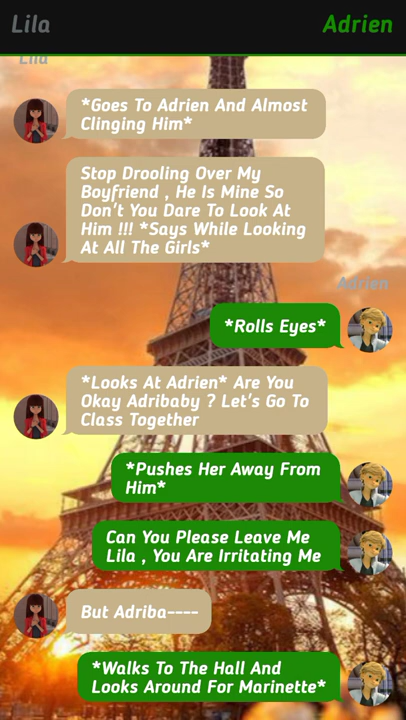 Lila Adrien
Lila
*Goes To Adrien And Almost
Clinging Him*
Stop Drooling Over My
Boyfriend , He Is Mine So
Don't You Dare To Look At
Him !!! *Says While Looking
At All The Girls*
Adrien
*Rolls Eyes*
*Looks At Adrien* Are You
Okay Adribaby ? Let's Go To
Class Together
*Pushes Her Away From
Him*
Can You Please Leave Me
Lila , You Are Irritating Me
But Adriba----
*Walks To The Hall And
Looks Around For Marinette*